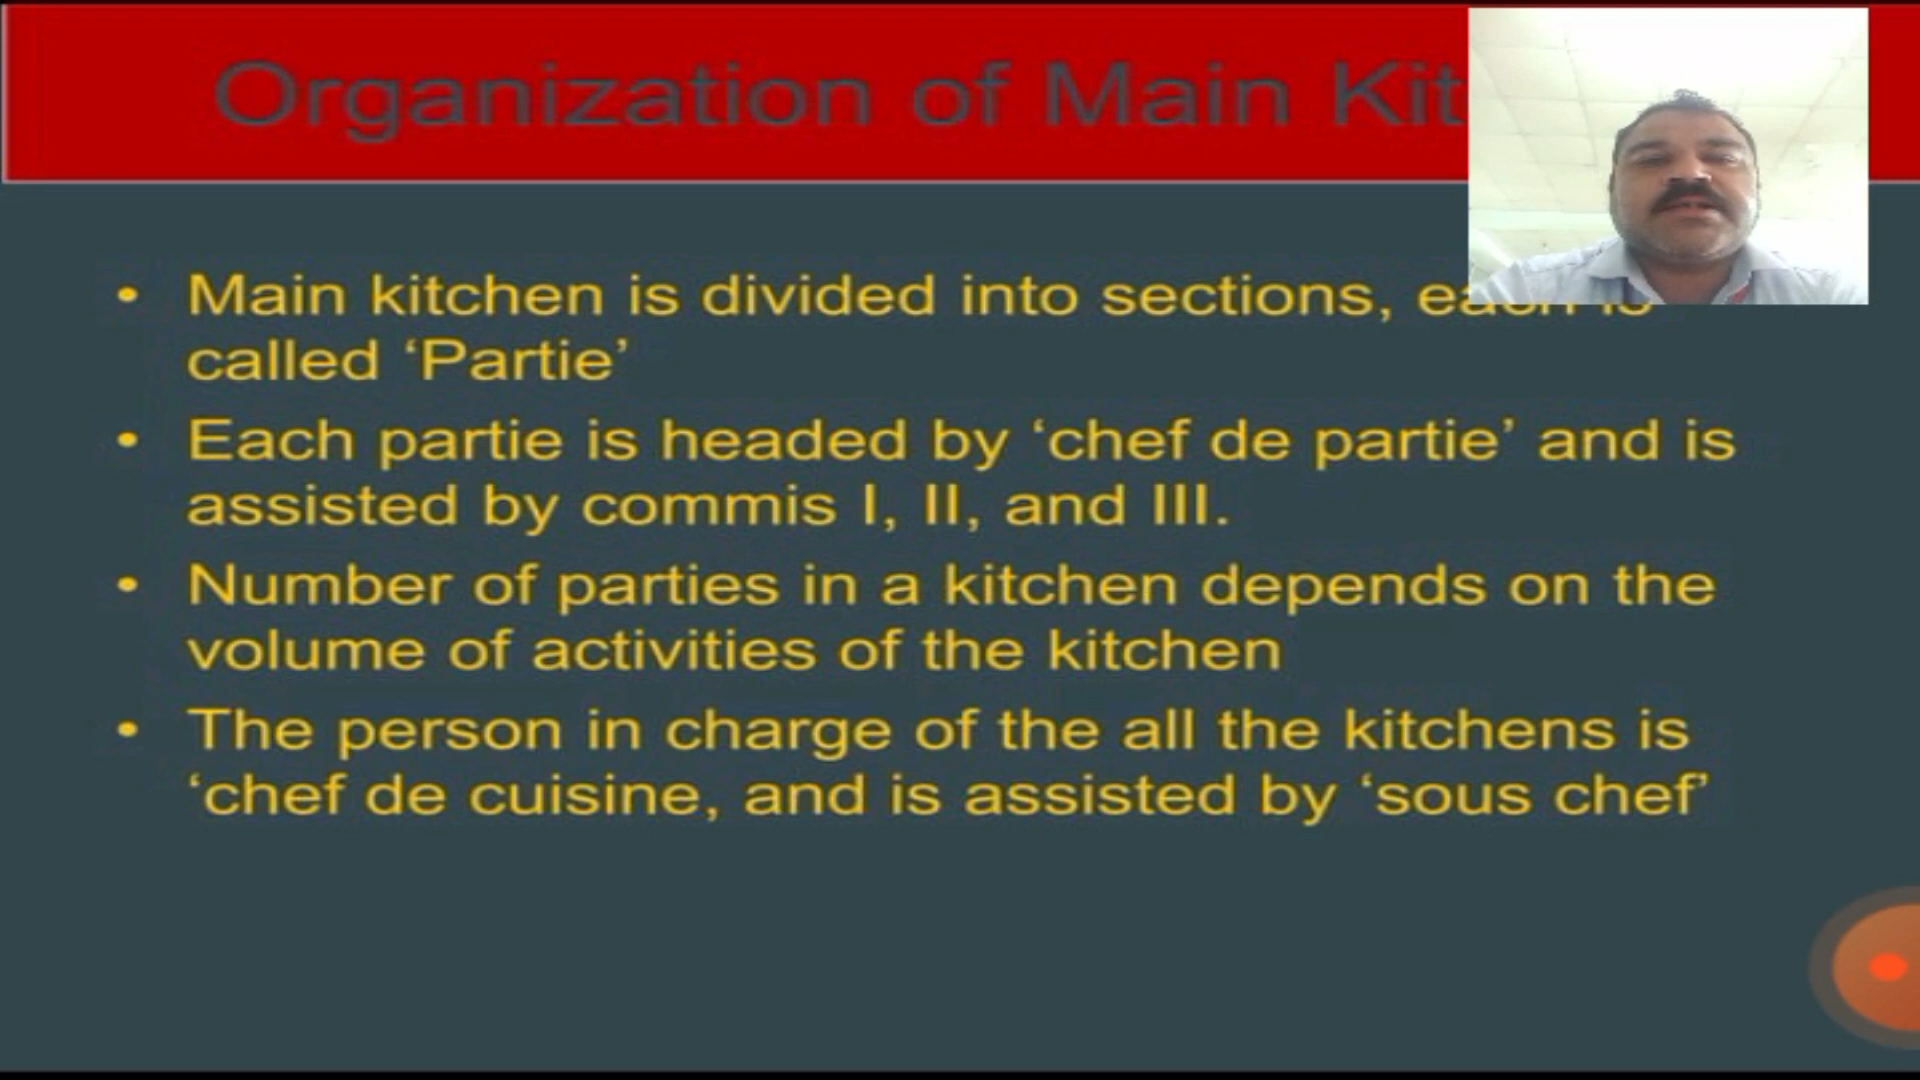 Organization of Main Kit
• Main kitchen is divided into sections, each is
called ‘Partie’
• Each partie is headed by ‘chef de partie’ and is
assisted by commis I, II, and III.
• Number of parties in a kitchen depends on the
volume of activities of the kitchen
• The person in charge of the all the kitchens is
‘chef de cuisine, and is assisted by ‘sous chef’